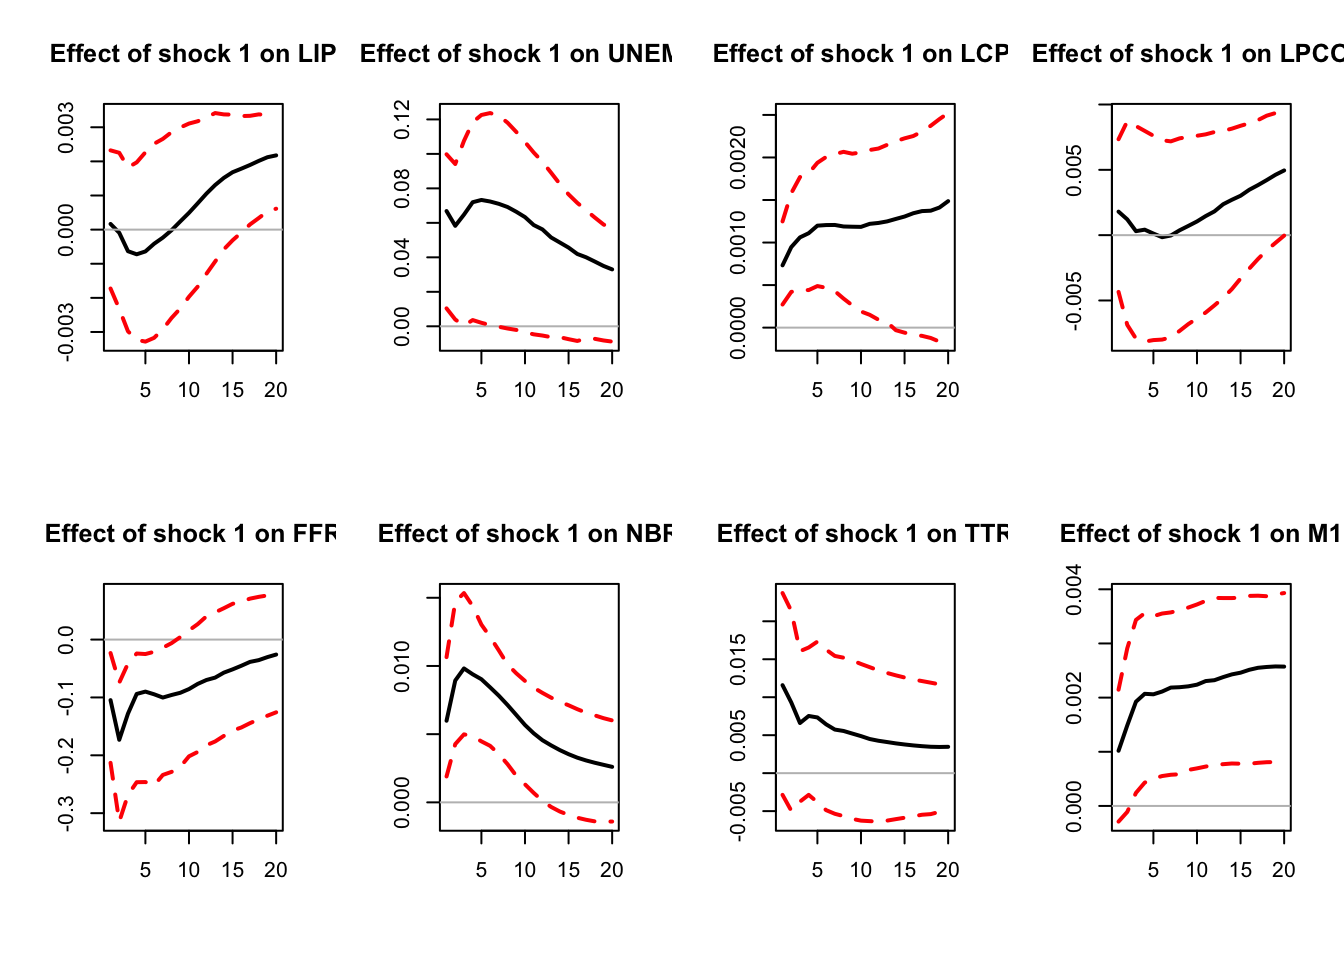 Effect of shock 1 on LIP Effect of shock 1 on UNEM Effect of shock 1 on LCP Effect of shock 1 on LPCO
0.003 0.000 -0.003
5 10 15 20
0.12 0.08 0.04 0.00
5 10 15 20
0.0020 0.0010 0.0000
5 10 15 20
0.005 -0.005
5 10 15 20
Effect of shock 1 on FFR Effect of shock 1 on NBR Effect of shock 1 on TTR Effect of shock 1 on M1
0.0 -0.1 -0.2 -0.3
5 10 15 20
0.010 0.000
5 10 15 20
0.015 0.005 -0.005
5 10 15 20
0.004 0.002 0.000
5 10 15 20